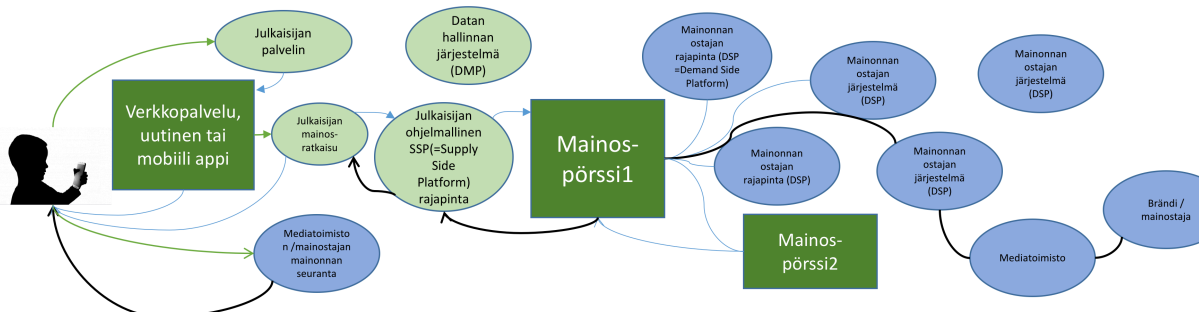 Julkaisijan
palvelin
Datan
hallinnan
järjestelmä
(DMP)
Mainonnan
ostajan
rajapinta (DSP
=Demand Side
Platform)
Mainonnan
ostajan
järjestelmä
(DSP)
Mainonnan
ostajan
järjestelmä
(DSP)
Verkkopalvelu,
uutinen tai
mobiili appi
Julkaisijan
mainos-
ratkaisu
Julkaisijan
ohjelmallinen
SSP(=Supply
Side
Platform)
rajapinta
Mainos-
pörssi1
Mainonnan
ostajan
rajapinta (DSP)
Mainonnan
ostajan
järjestelmä
(DSP)
Brändi /
mainostaja
Mediatoimisto
n /mainostajan
mainonnan
seuranta
Mainos-
pörssi2
Mediatoimisto